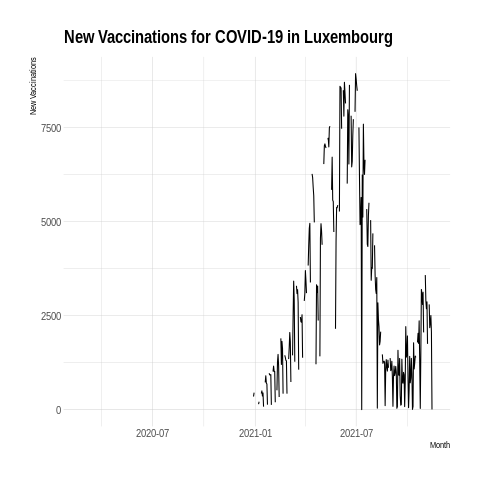 New Vaccinations for COVID-19 in Luxembourg
New Vaccinations
7500
5000
2500
0
2020-07
2021-01
2021-07
Month